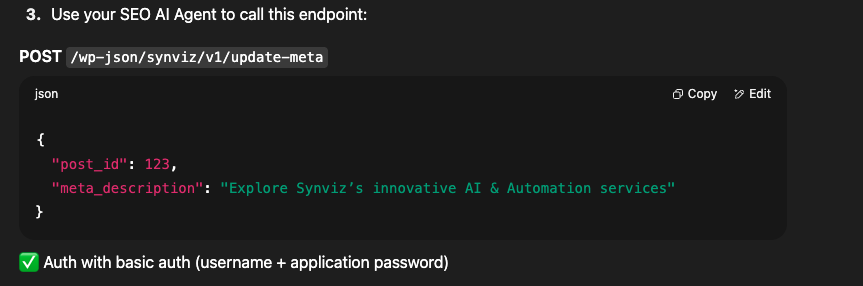 3. Use your SEO AI Agent to call this endpoint:
POST /wp-json/synviz/v1/update-meta
json Copy Edit
{
"post_id": 123,
"meta_description": "Explore Synviz’s innovative AI & Automation services"
}
✅ Auth with basic auth (username + application password)